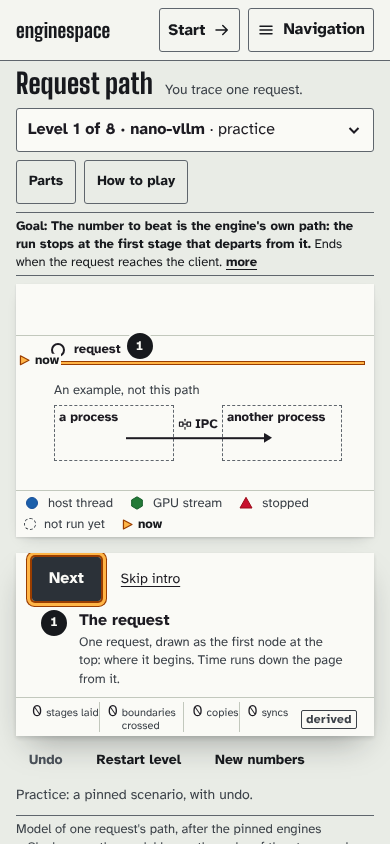 enginespace
Start →
Navigation
Request path
You trace one request.
Level 1 of 8 · nano-vllm · practice
Parts
How to play
Goal: The number to beat is the engine's own path: the
run stops at the first stage that departs from it. Ends
when the request reaches the client. more
request 1
now
An example, not this path
a process
IPC
another process
host thread
GPU stream
stopped
not run yet
now
Next
Skip intro
1 The request
One request, drawn as the first node at the
top: where it begins. Time runs down the page
from it.
0 stages laid
0 boundaries
crossed
0 copies
0 syncs
derived
Undo
Restart level
New numbers
Practice: a pinned scenario, with undo.
Model of one request's path, after the pinned engines